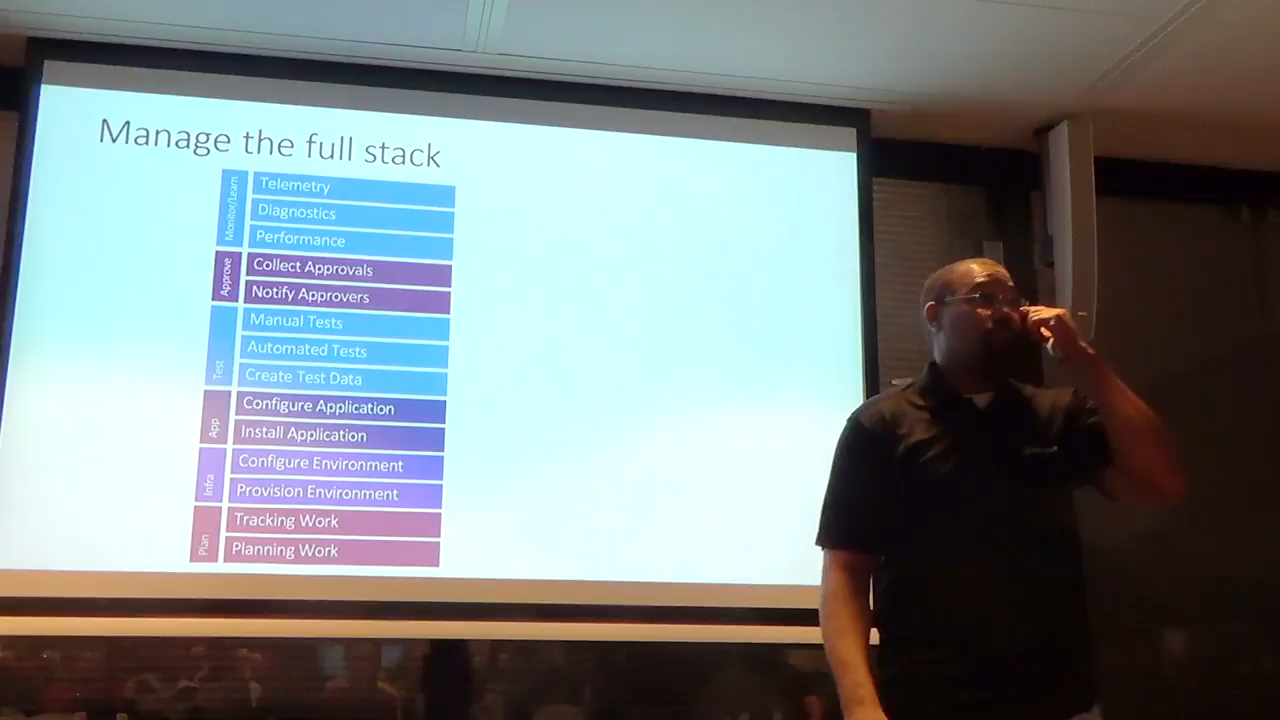 Manage the full stack
Monitor/Learn
Telemetry
Diagnostics
Performance
Approve
Collect Approvals
Notify Approvers
Test
Manual Tests
Automated Tests
Create Test Data
App
Configure Application
Install Application
Infra
Configure Environment
Provision Environment
Plan
Tracking Work
Planning Work